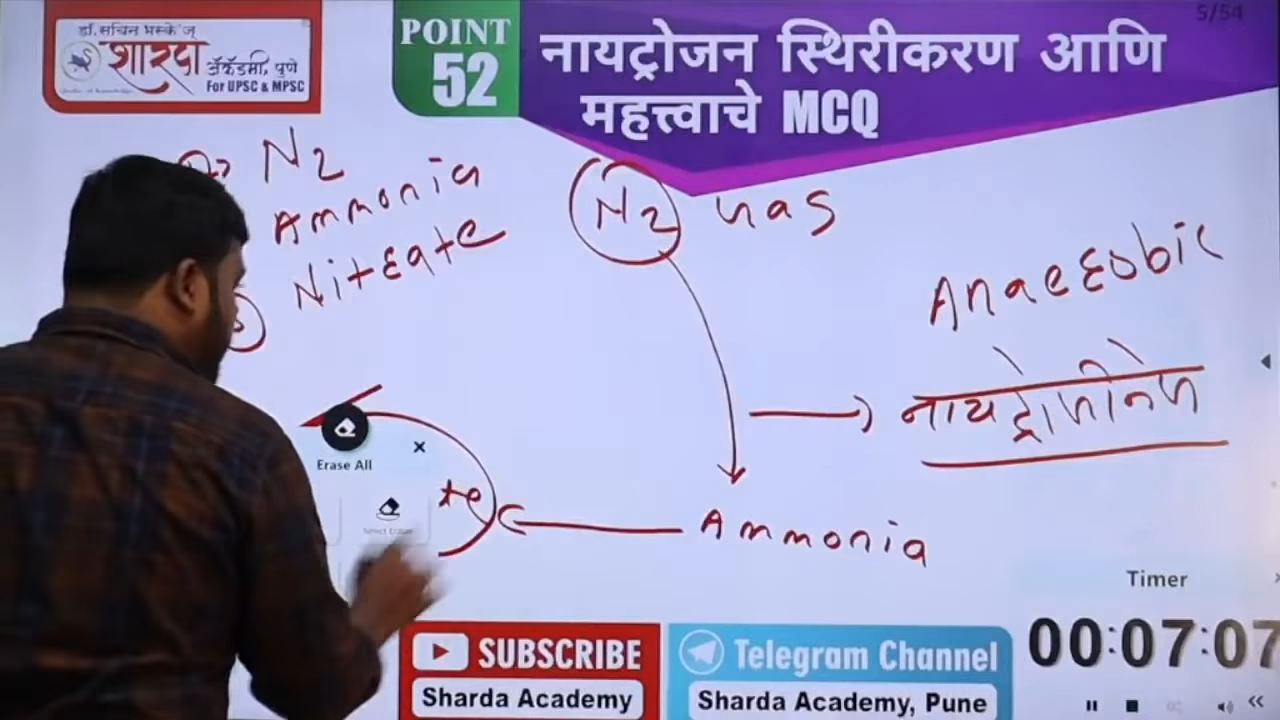 डॉ. सचिन भस्के ज्
शारदा
ॲकॅडमी, पुणे
For UPSC & MPSC
POINT
52
नायट्रोजन स्थिरीकरण आणि
महत्त्वाचे MCQ
5/54
N2
Ammonia
Nitrate
N2 gas
Anaerobic
नायट्रोजीनेज
Erase All
te
Ammonia
Timer
00:07:07
SUBSCRIBE
Sharda Academy
Telegram Channel
Sharda Academy, Pune